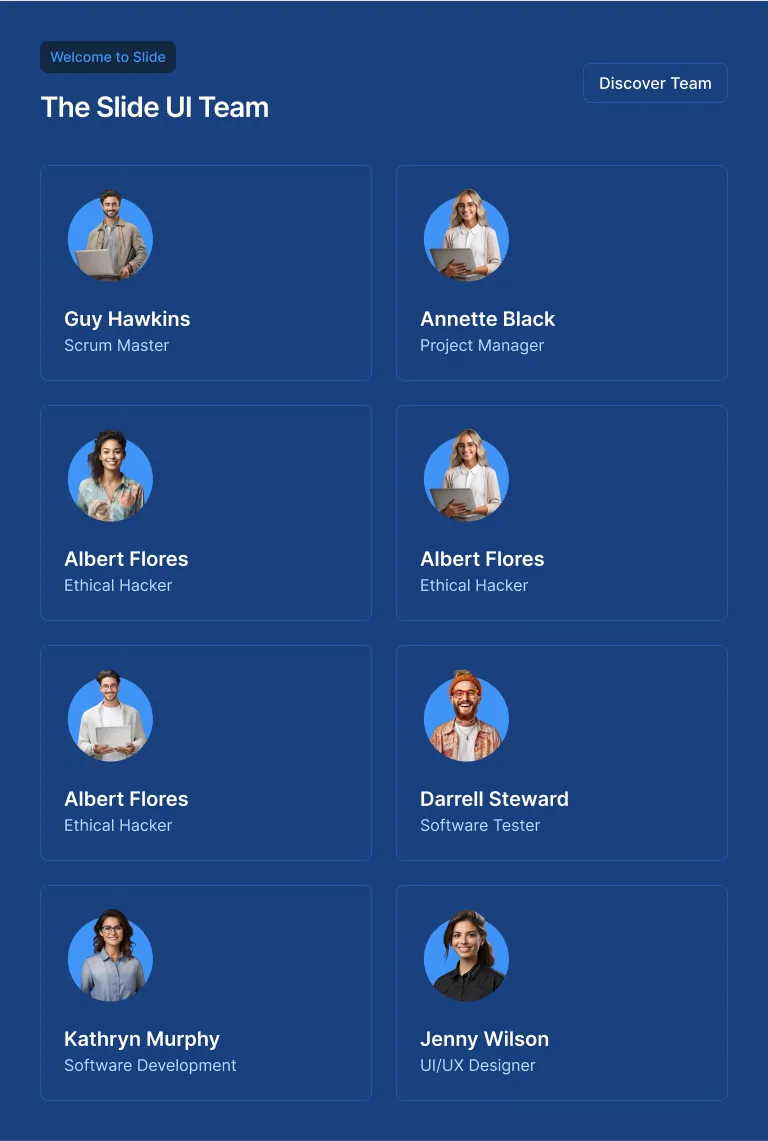 Welcome to Slide
The Slide UI Team
Discover Team
Guy Hawkins
Scrum Master
Annette Black
Project Manager
Albert Flores
Ethical Hacker
Albert Flores
Ethical Hacker
Albert Flores
Ethical Hacker
Darrell Steward
Software Tester
Kathryn Murphy
Software Development
Jenny Wilson
UI/UX Designer